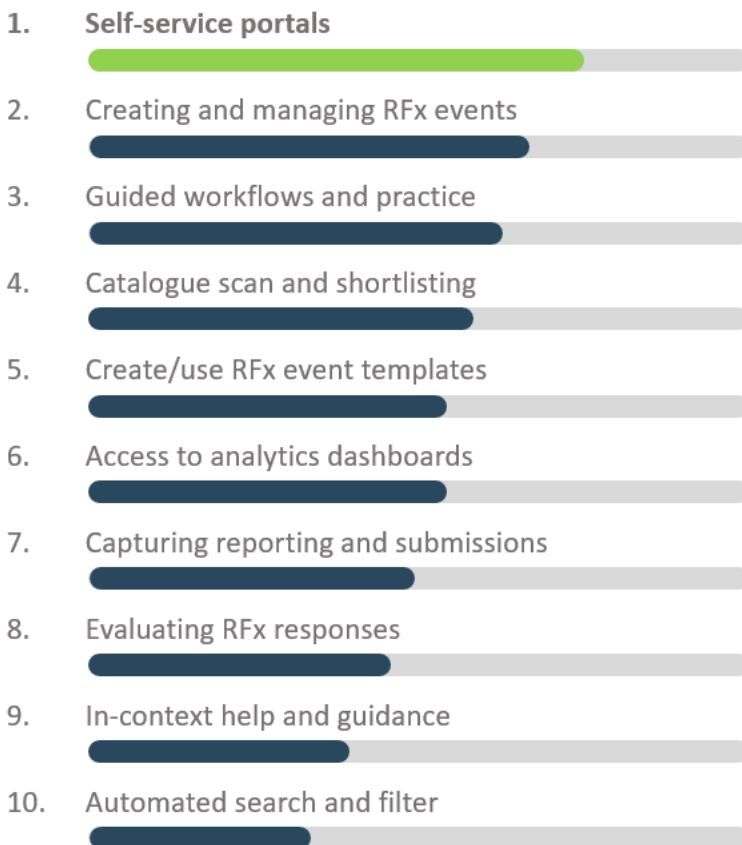 1. Self-service portals
2. Creating and managing RFx events
3. Guided workflows and practice
4. Catalogue scan and shortlisting
5. Create/use RFx event templates
6. Access to analytics dashboards
7. Capturing reporting and submissions
8. Evaluating RFx responses
9. In-context help and guidance
10. Automated search and filter